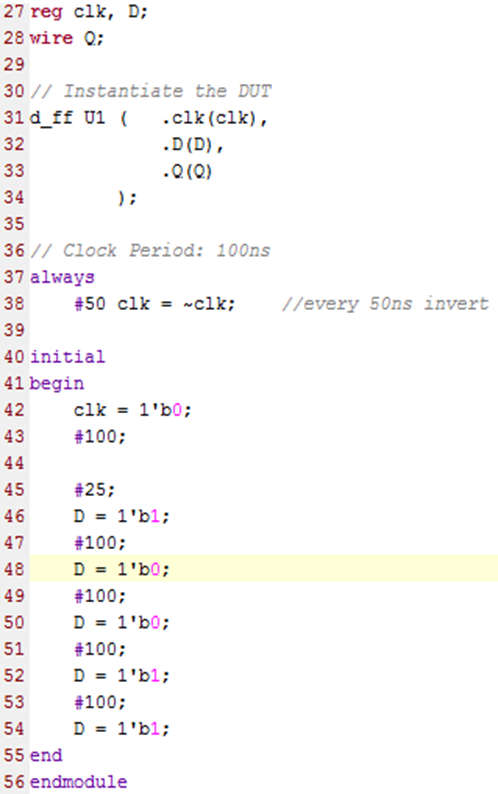 27 reg clk, D;
28 wire Q;
29
30 // Instantiate the DUT
31 d_ff U1 (   .clk(clk),
32             .D(D),
33             .Q(Q)
34         );
35
36 // Clock Period: 100ns
37 always
38     #50 clk = ~clk;    //every 50ns invert
39
40 initial
41 begin
42     clk = 1'b0;
43     #100;
44
45     #25;
46     D = 1'b1;
47     #100;
48     D = 1'b0;
49     #100;
50     D = 1'b0;
51     #100;
52     D = 1'b1;
53     #100;
54     D = 1'b1;
55 end
56 endmodule